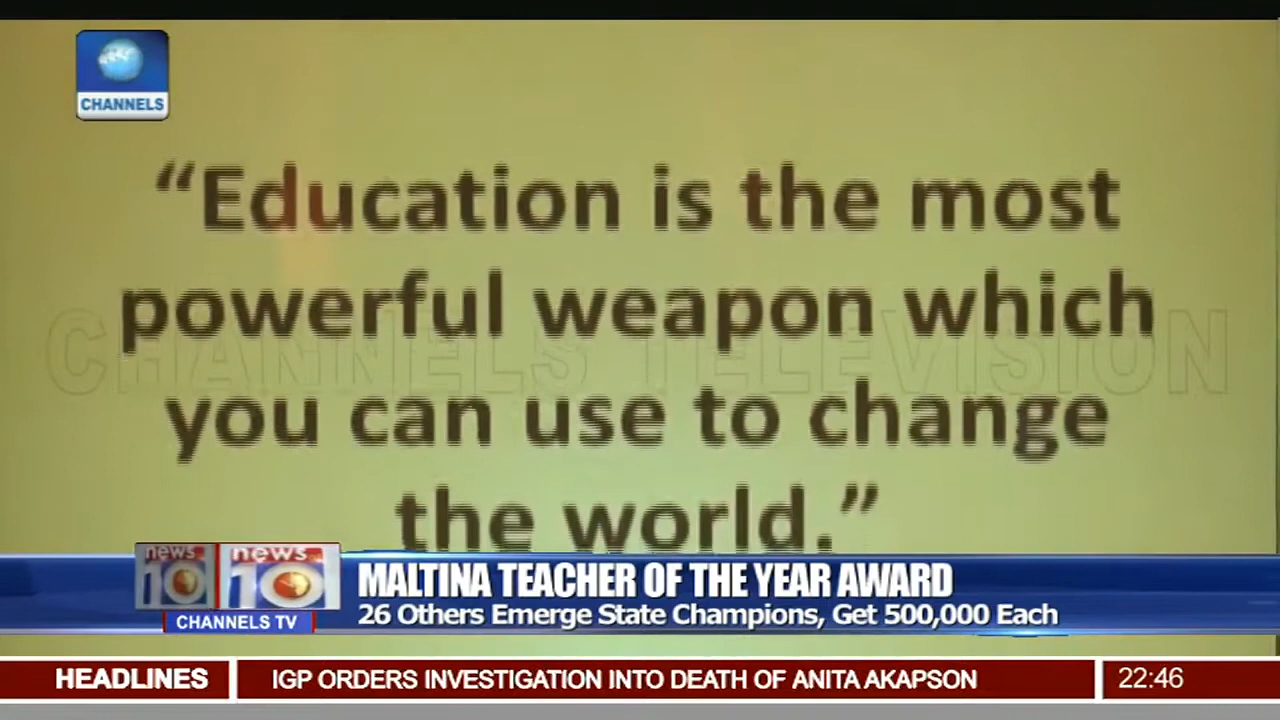 CHANNELS
“Education is the most
powerful weapon which
you can use to change
the world.”
CHANNELS TELEVISION
news
10
news
10
CHANNELS TV
MALTINA TEACHER OF THE YEAR AWARD
26 Others Emerge State Champions, Get 500,000 Each
HEADLINES
IGP ORDERS INVESTIGATION INTO DEATH OF ANITA AKAPSON
22:46